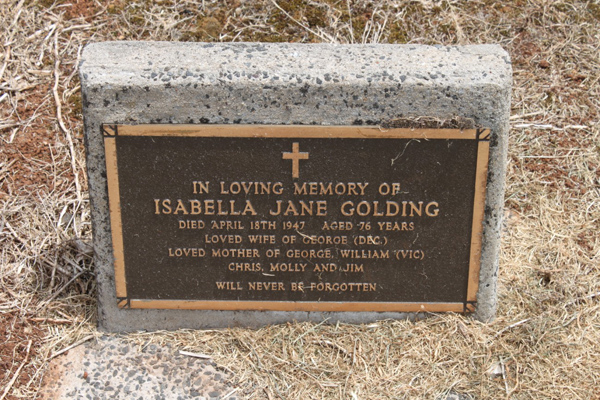 IN LOVING MEMORY OF
ISABELLA JANE GOLDING
DIED APRIL 18TH 1947 AGED 76 YEARS
LOVED WIFE OF GEORGE (DEC.)
LOVED MOTHER OF GEORGE, WILLIAM (VIC)
CHRIS, MOLLY AND JIM
WILL NEVER BE FORGOTTEN